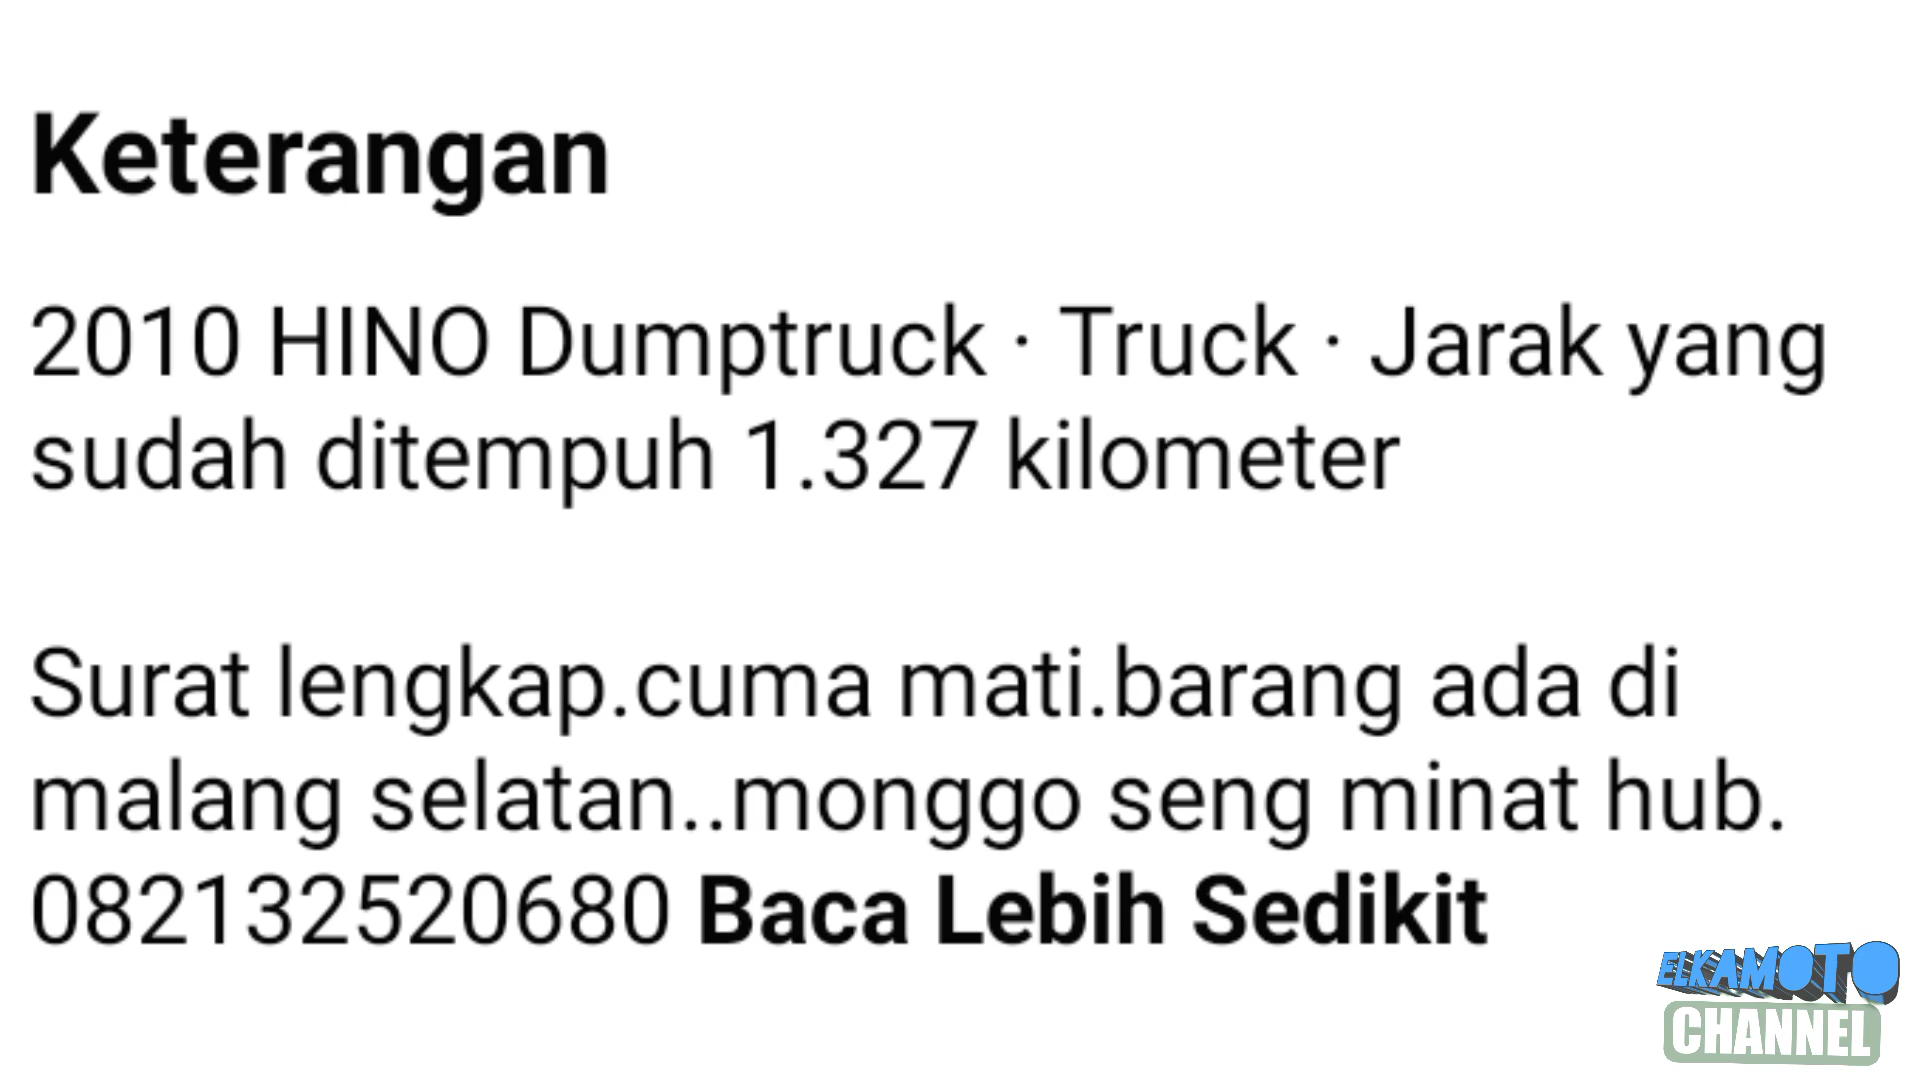 Keterangan
2010 HINO Dumptruck · Truck · Jarak yang
sudah ditempuh 1.327 kilometer
Surat lengkap.cuma mati.barang ada di
malang selatan..monggo seng minat hub.
082132520680 Baca Lebih Sedikit
ELKAMOTO
CHANNEL